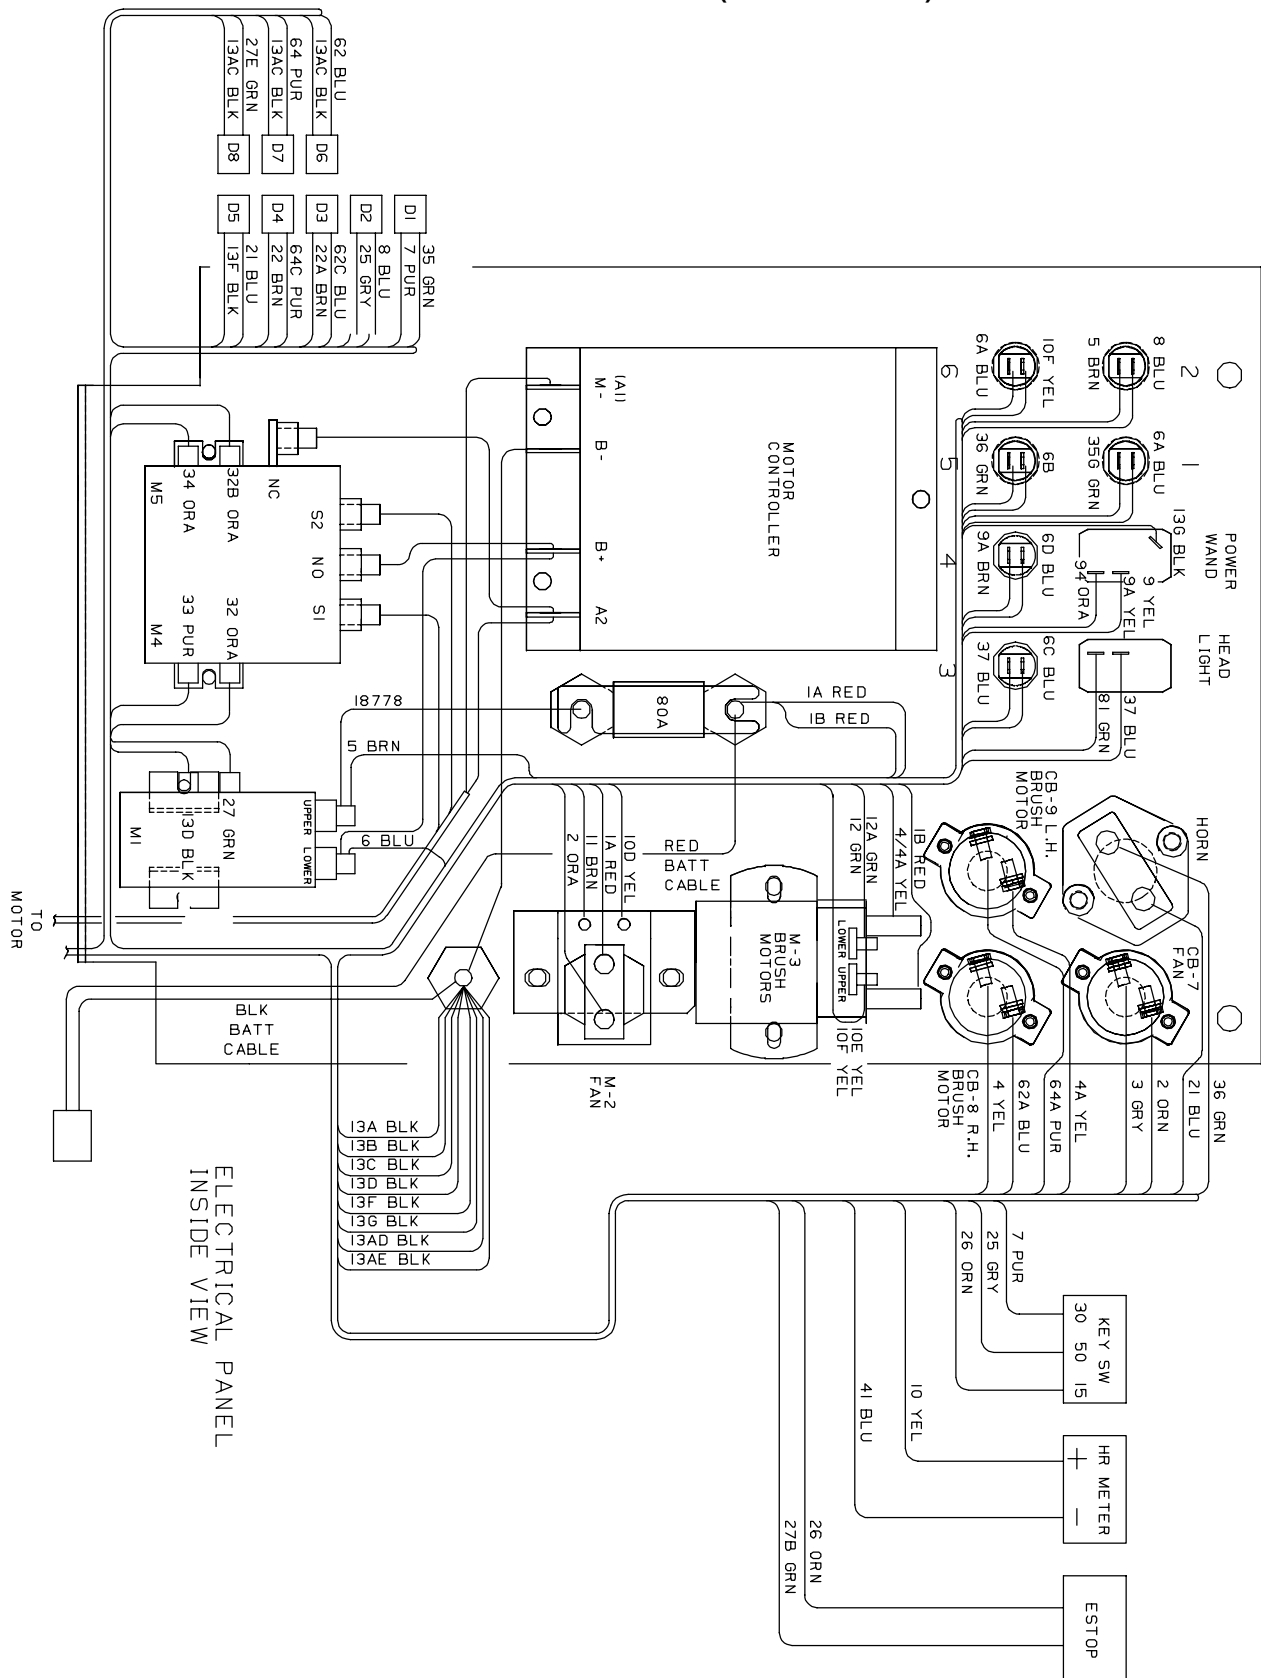 62 BLU
13AC BLK
64 PUR
13AC BLK
27E GRN
13AC BLK
D6
D7
D8
D1
D2
D3
D4
D5
35 GRN
7 PUR
8 BLU
25 GRY
62C BLU
22A BRN
64C PUR
22 BRN
21 BLU
13F BLK
2
8 BLU
5 BRN
1
6A BLU
35G GRN
6
10F YEL
6A BLU
5
6B
36 GRN
4
6D BLU
9A BRN
3
6C BLU
37 BLU
POWER
WAND
13G BLK
9 YEL
9A YEL
94 ORA
HEAD
LIGHT
37 BLU
81 GRN
MOTOR
CONTROLLER
(A1)
M-
B-
B+
A2
NC
S2
NO
S1
32B ORA
34 ORA
M5
32 ORA
33 PUR
M4
80A
1A RED
1B RED
18778
5 BRN
6 BLU
UPPER
LOWER
27 GRN
13D BLK
M1
TO
MOTOR
RED
BATT
CABLE
10D YEL
1A RED
11 BRN
2 ORA
1B RED
4/4A YEL
12A GRN
12 GRN
LOWER
UPPER
M-3
BRUSH
MOTORS
10E YEL
10F YEL
M-2
FAN
HORN
CB-9 L.H.
BRUSH
MOTOR
CB-7
FAN
CB-8 R.H.
BRUSH
MOTOR
36 GRN
21 BLU
2 ORN
3 GRY
4A YEL
64A PUR
62A BLU
4 YEL
BLK
BATT
CABLE
13A BLK
13B BLK
13C BLK
13D BLK
13F BLK
13G BLK
13AD BLK
13AE BLK
7 PUR
25 GRY
26 ORN
KEY SW
30
50
15
10 YEL
41 BLU
HR METER
+
-
26 ORN
27B GRN
ESTOP
ELECTRICAL PANEL
INSIDE VIEW